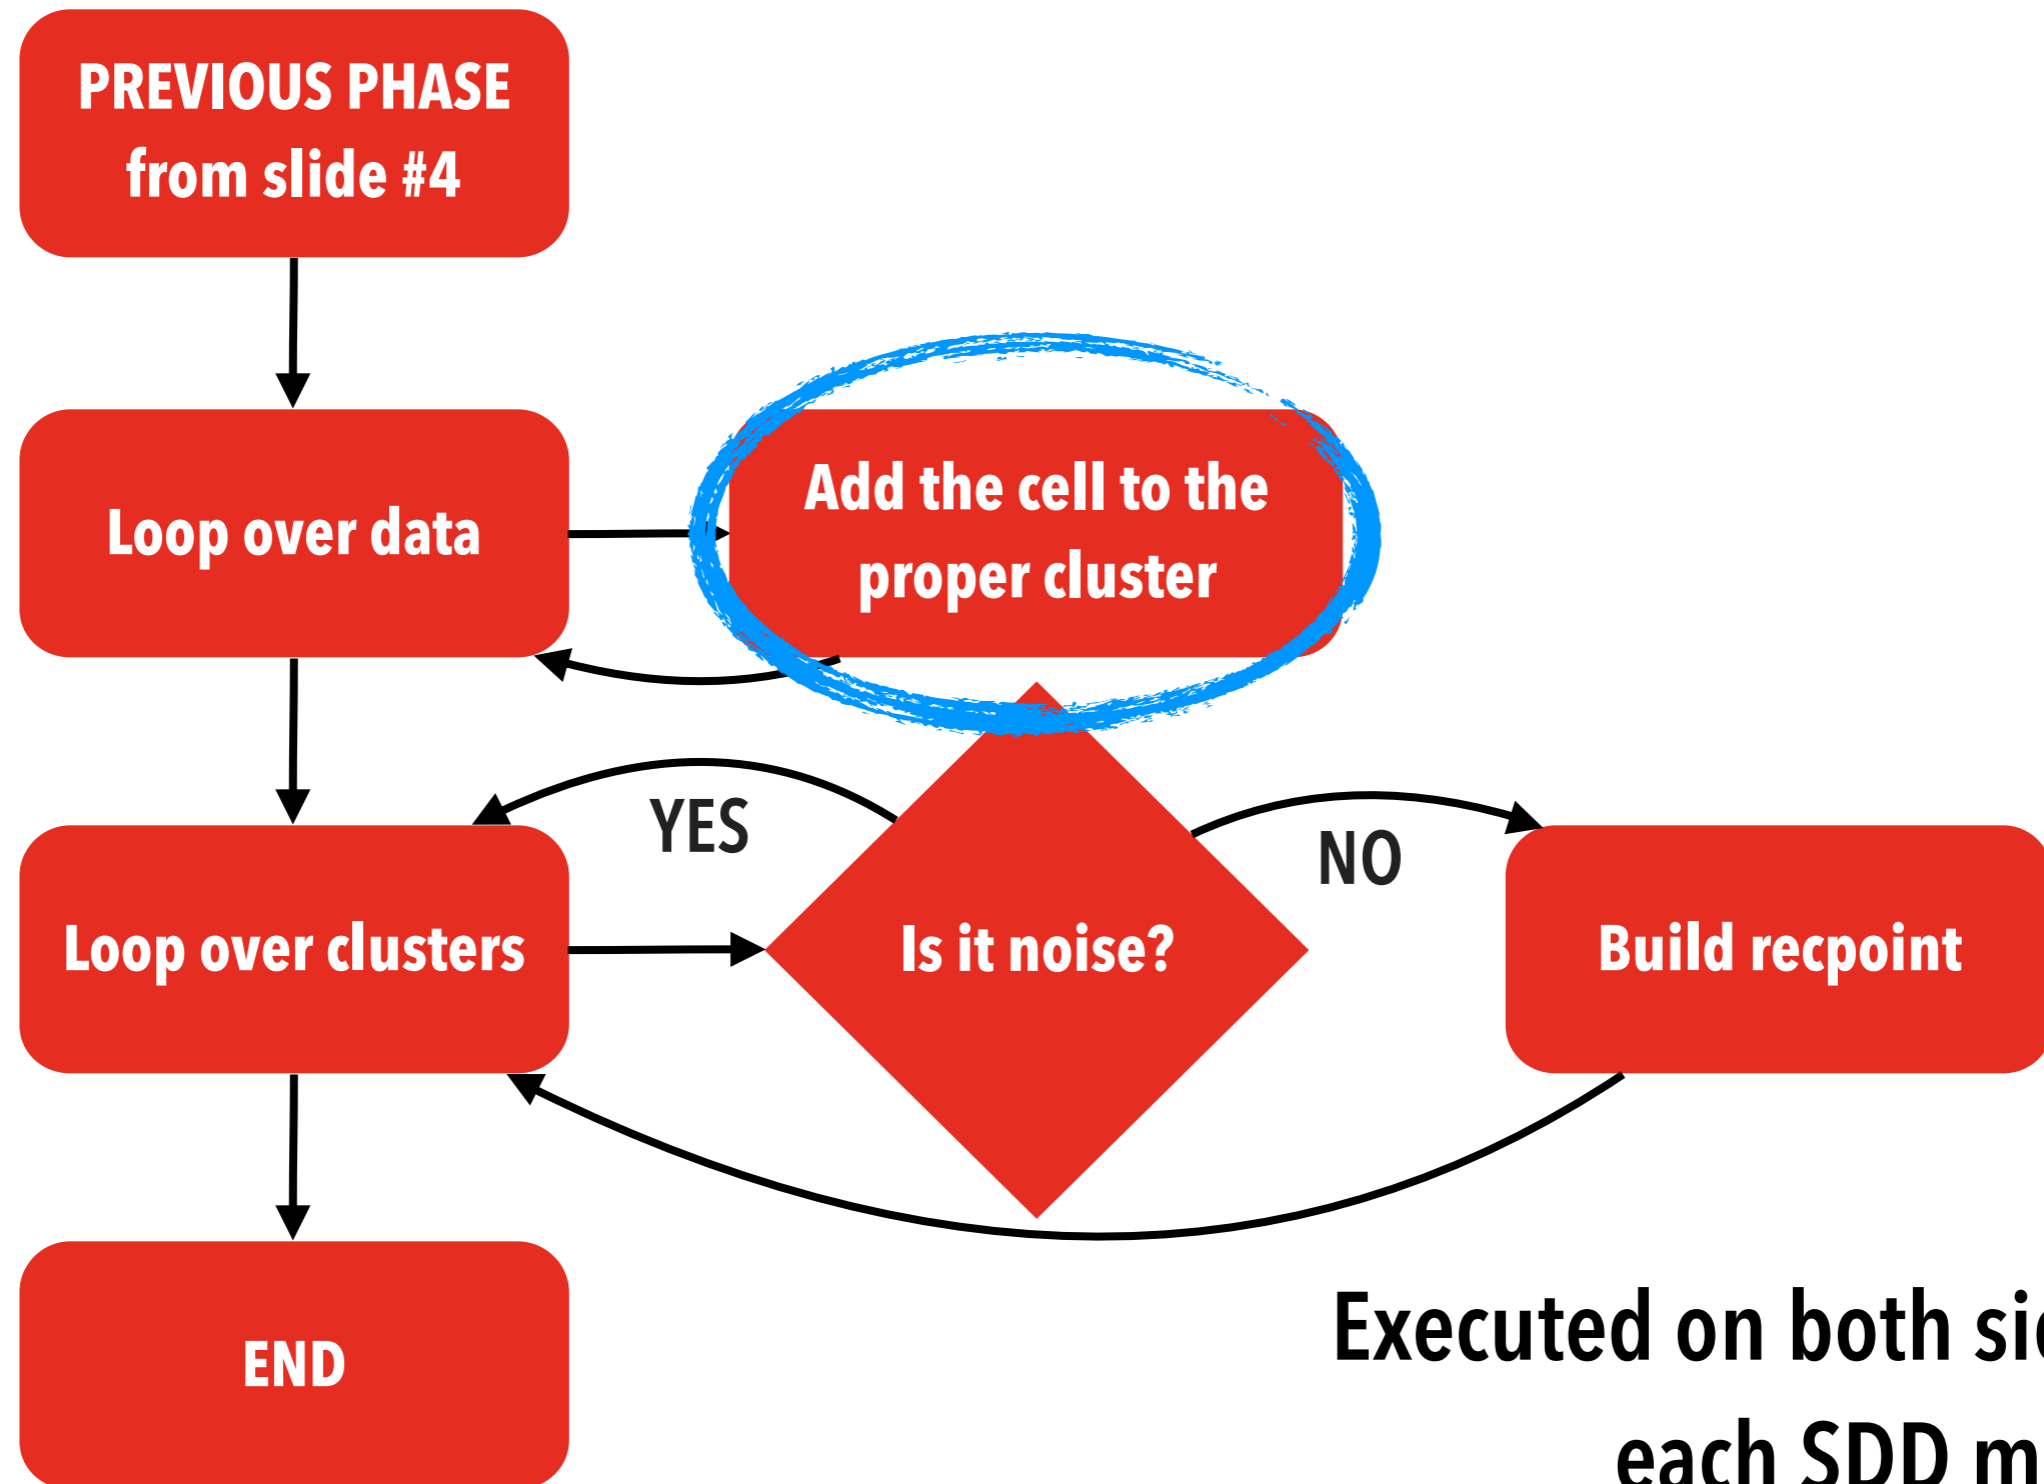 PREVIOUS PHASE
from slide #4
Loop over data
Add the cell to the
proper cluster
YES
NO
Loop over clusters
Is it noise?
Build recpoint
END
Executed on both
each SDD